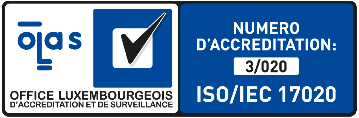 olas
OFFICE LUXEMBOURGEOIS
D'ACCREDITATION ET DE SURVEILLANCE
NUMERO
D'ACCREDITATION:
3/020
ISO/IEC 17020